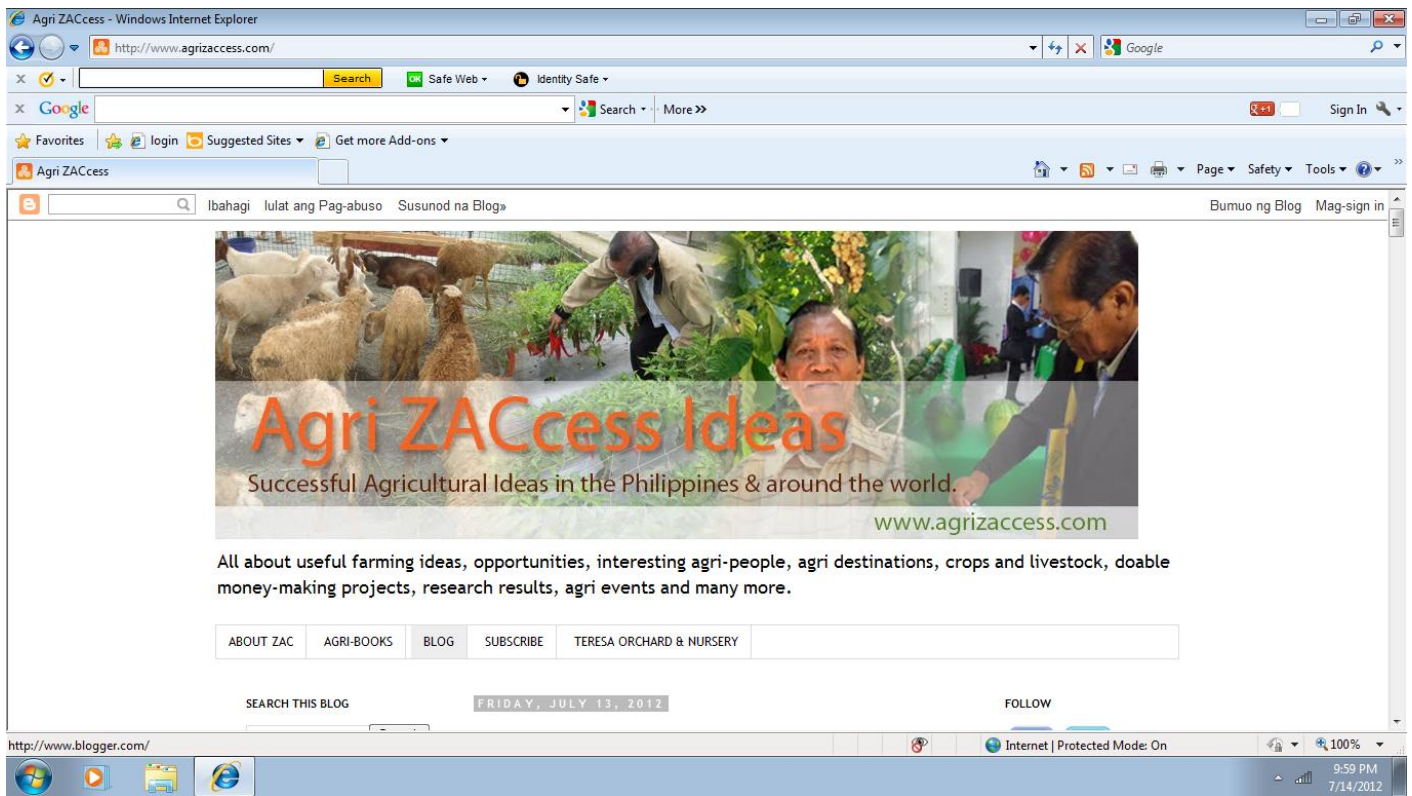 Agri ZACcess - Windows Internet Explorer
http://www.agrizaccess.com/
Google
Search OK Safe Web Identity Safe
Google Search More >> +1 Sign In
Favorites login Suggested Sites Get more Add-ons
Agri ZACcess Page Safety Tools
Ibahagi Iulat ang Pag-abuso Susunod na Blog» Bumuo ng Blog Mag-sign in
Agri ZACcess Ideas
Successful Agricultural Ideas in the Philippines & around the world.
www.agrizaccess.com
All about useful farming ideas, opportunities, interesting agri-people, agri destinations, crops and livestock, doable
money-making projects, research results, agri events and many more.
ABOUT ZAC AGRI-BOOKS BLOG SUBSCRIBE TERESA ORCHARD & NURSERY
SEARCH THIS BLOG FRIDAY, JULY 13, 2012 FOLLOW
http://www.blogger.com/ Internet | Protected Mode: On 100%
9:59 PM
7/14/2012